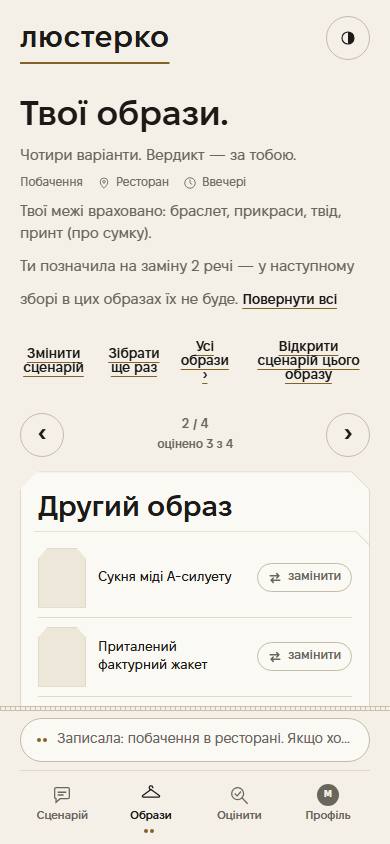 люстерко
Твої образи.
Чотири варіанти. Вердикт — за тобою.
Побачення Ресторан Ввечері
Твої межі враховано: браслет, прикраси, твід,
принт (про сумку).
Ти позначила на заміну 2 речі — у наступному
зборі в цих образах їх не буде. Повернути всі
Змінити
сценарій
Зібрати
ще раз
Усі
образи
›
Відкрити
сценарій цього
образу
‹
2 / 4
оцінено 3 з 4
›
Другий образ
Сукня міді А-силуету
замінити
Приталений
фактурний жакет
замінити
Записала: побачення в ресторані. Якщо хо...
Сценарій
Образи
Оцінити
М
Профіль